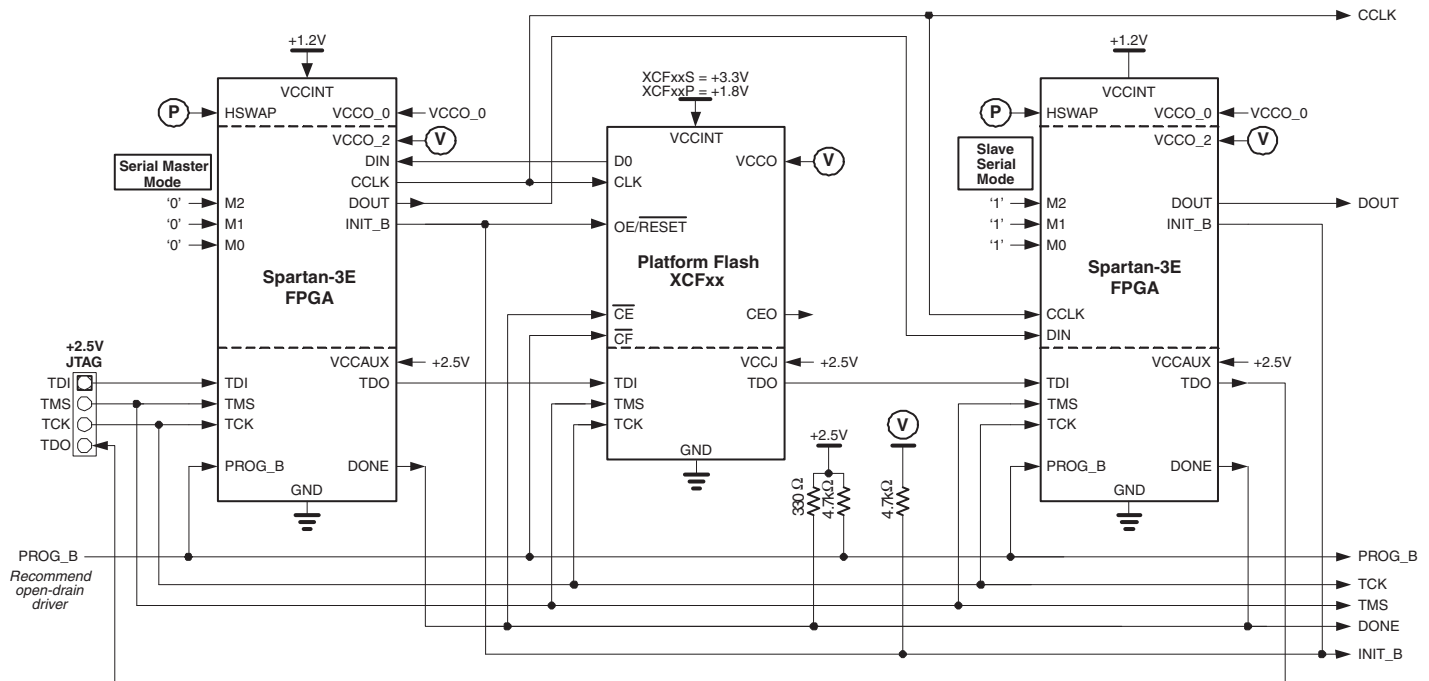 CCLK
+1.2V
VCCINT
P
HSWAP
VCCO_0
VCCO_0
VCCO_2
V
Serial Master
Mode
DIN
CCLK
DOUT
INIT_B
'0'
M2
'0'
M1
'0'
M0
Spartan-3E
FPGA
+2.5V
JTAG
TDI
TMS
TCK
TDO
VCCAUX
+2.5V
TDI
TDO
TMS
TCK
PROG_B
DONE
GND
XCFxxS = +3.3V
XCFxxP = +1.8V
VCCINT
D0
VCCO
V
CLK
OE/RESET
Platform Flash
XCFxx
CE
CEO
CF
VCCJ
+2.5V
TDI
TDO
TMS
TCK
GND
+2.5V
330 Ω
4.7kΩ
V
4.7kΩ
+1.2V
VCCINT
P
HSWAP
VCCO_0
VCCO_0
VCCO_2
V
Slave
Serial
Mode
'1'
M2
'1'
M1
'1'
M0
DOUT
DOUT
INIT_B
Spartan-3E
FPGA
CCLK
DIN
VCCAUX
+2.5V
TDI
TDO
TMS
TCK
PROG_B
DONE
GND
PROG_B
Recommend
open-drain
driver
PROG_B
TCK
TMS
DONE
INIT_B